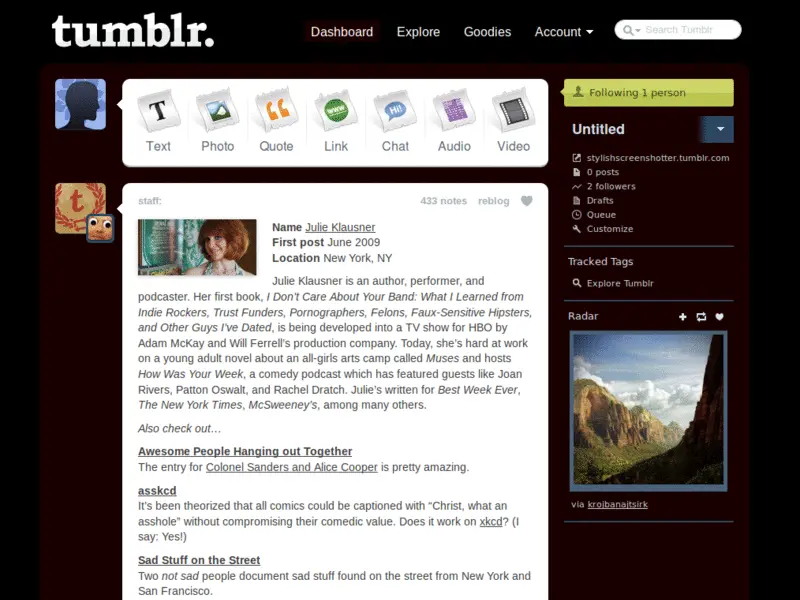 tumblr.
Dashboard
Explore
Goodies
Account
Search Tumblr
T
www
Hi!
Text
Photo
Quote
Link
Chat
Audio
Video
t
staff:
433 notes
reblog
Name Julie Klausner
First post June 2009
Location New York, NY
Julie Klausner is an author, performer, and
podcaster. Her first book, I Don't Care About Your Band: What I Learned from
Indie Rockers, Trust Funders, Pornographers, Felons, Faux-Sensitive Hipsters,
and Other Guys I've Dated, is being developed into a TV show for HBO by
Adam McKay and Will Ferrell's production company. Today, she's hard at work
on a young adult novel about an all-girls arts camp called Muses and hosts
How Was Your Week, a comedy podcast which has featured guests like Joan
Rivers, Patton Oswalt, and Rachel Dratch. Julie's written for Best Week Ever,
The New York Times, McSweeney's, among many others.
Also check out…
Awesome People Hanging out Together
The entry for Colonel Sanders and Alice Cooper is pretty amazing.
asskcd
It's been theorized that all comics could be captioned with “Christ, what an
asshole” without compromising their comedic value. Does it work on xkcd? (I
say: Yes!)
Sad Stuff on the Street
Two not sad people document sad stuff found on the street from New York and
San Francisco.
Following 1 person
Untitled
stylishscreenshotter.tumblr.com
0 posts
2 followers
Drafts
Queue
Customize
Tracked Tags
Explore Tumblr
Radar
via krojbanajtsirk